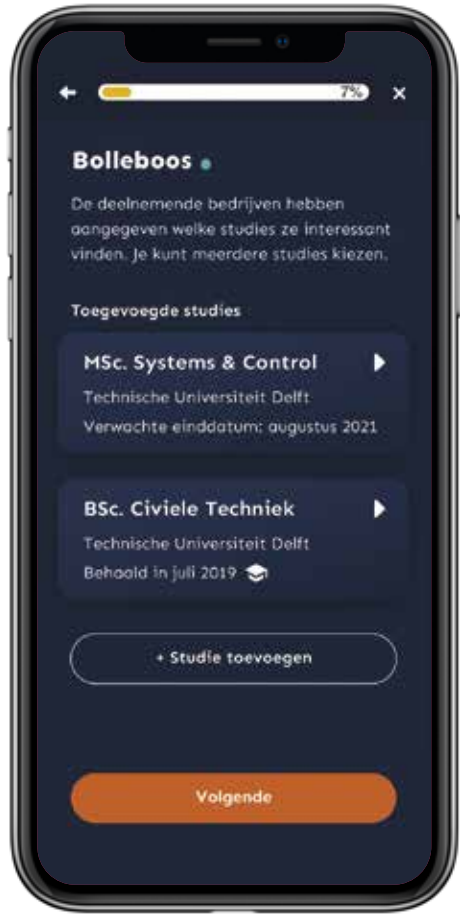 7%
Bolleboos
De deelnemende bedrijven hebben
aangegeven welke studies ze interessant
vinden. Je kunt meerdere studies kiezen.
Toegevoegde studies
MSc. Systems & Control
Technische Universiteit Delft
Verwachte einddatum: augustus 2021
BSc. Civiele Techniek
Technische Universiteit Delft
Behaald in juli 2019
+ Studie toevoegen
Volgende